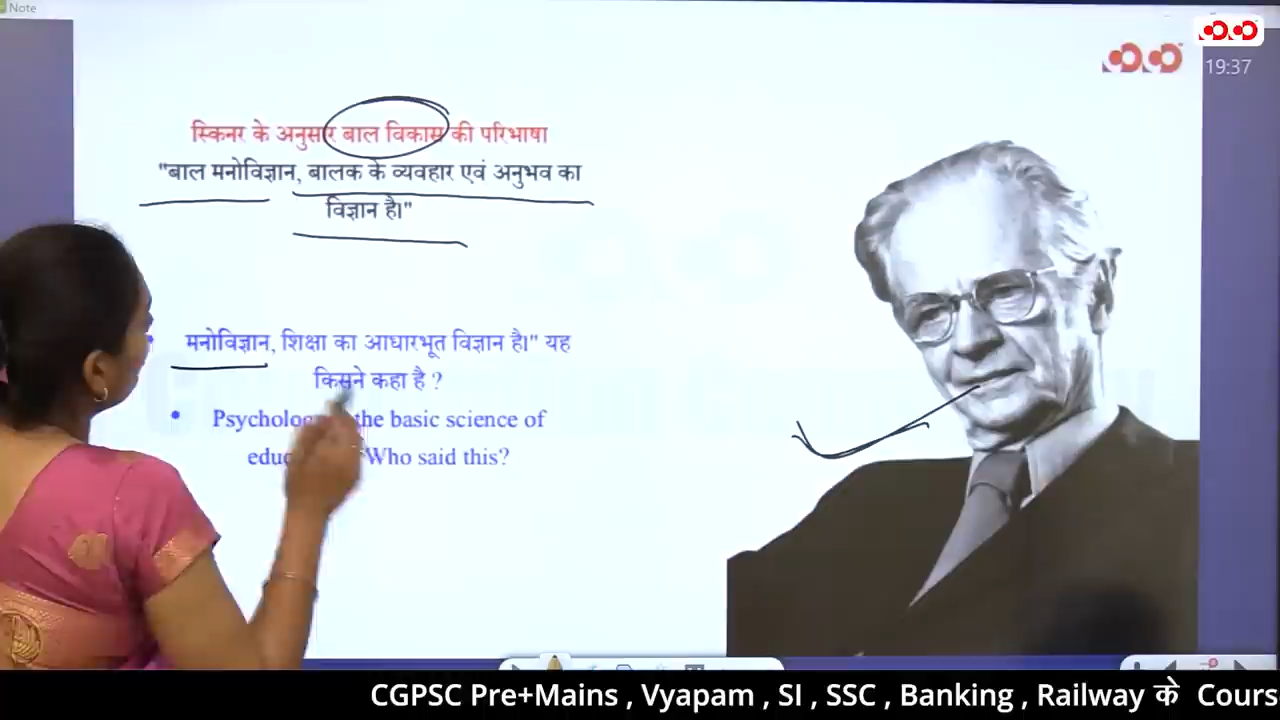 Note
19:37
स्किनर के अनुसार बाल विकास की परिभाषा
"बाल मनोविज्ञान, बालक के व्यवहार एवं अनुभव का
विज्ञान है।"
मनोविज्ञान, शिक्षा का आधारभूत विज्ञान है।" यह
किसने कहा है ?
the basic science of
Who said this?
CGPSC Pre+Mains , Vyapam , SI , SSC , Banking , Railway के Cours